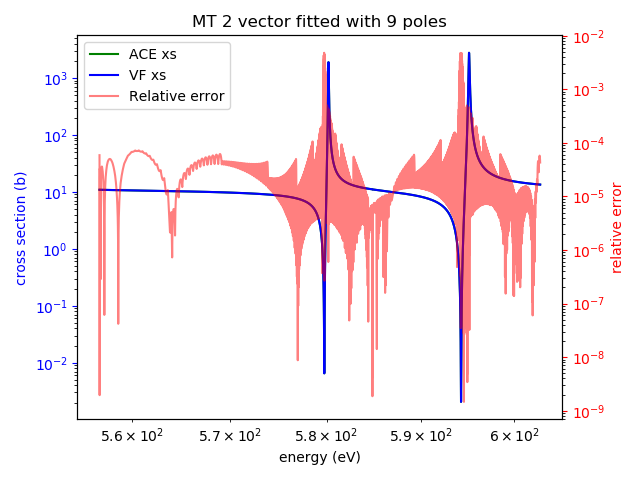 MT 2 vector fitted with 9 poles
ACE xs
VF xs
Relative error
cross section (b)
10³
10²
10¹
10⁰
10⁻¹
10⁻²
10⁻²
10⁻³
10⁻⁴
10⁻⁵
10⁻⁶
10⁻⁷
10⁻⁸
10⁻⁹
relative error
5.6 × 10² 5.7 × 10² 5.8 × 10² 5.9 × 10² 6 × 10²
energy (eV)